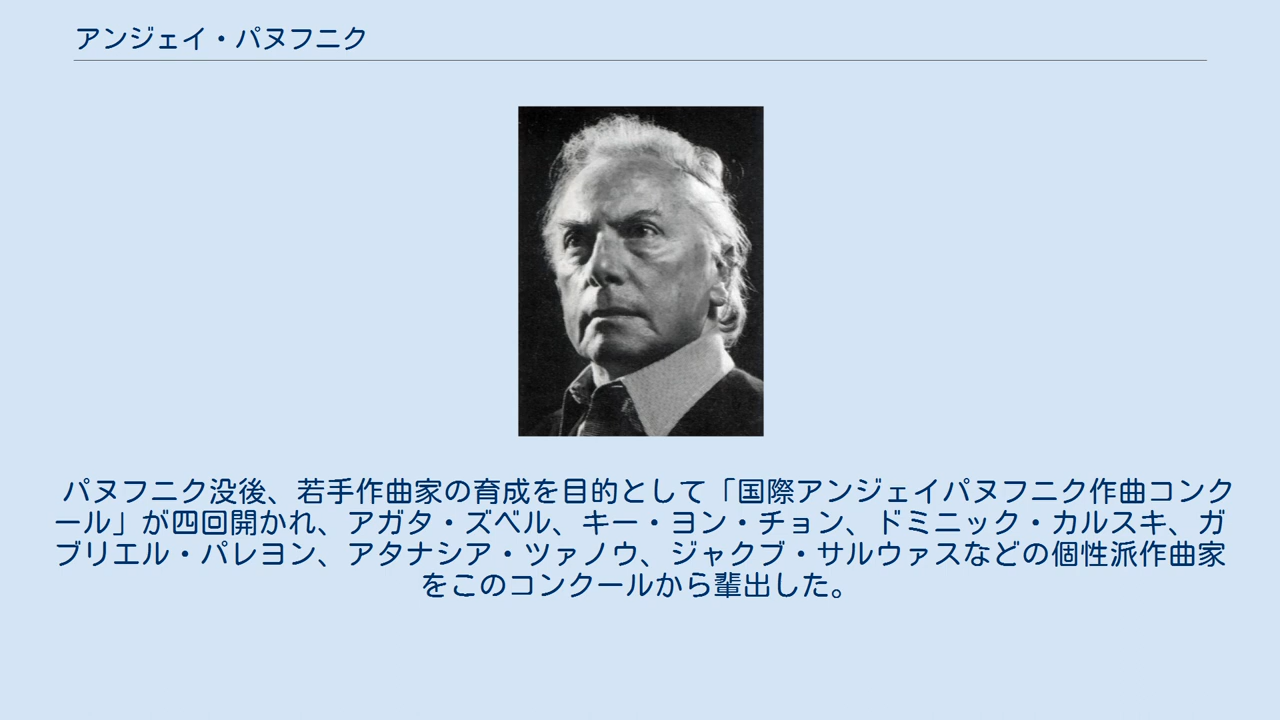 アンジェイ・パヌフニク
パヌフニク没後、若手作曲家の育成を目的として「国際アンジェイパヌフニク作曲コンク
ール」が四回開かれ、アガタ・ズベル、キー・ヨン・チョン、ドミニック・カルスキ、ガ
ブリエル・パレヨン、アタナシア・ツァノウ、ジャクブ・サルウァスなどの個性派作曲家
をこのコンクールから輩出した。